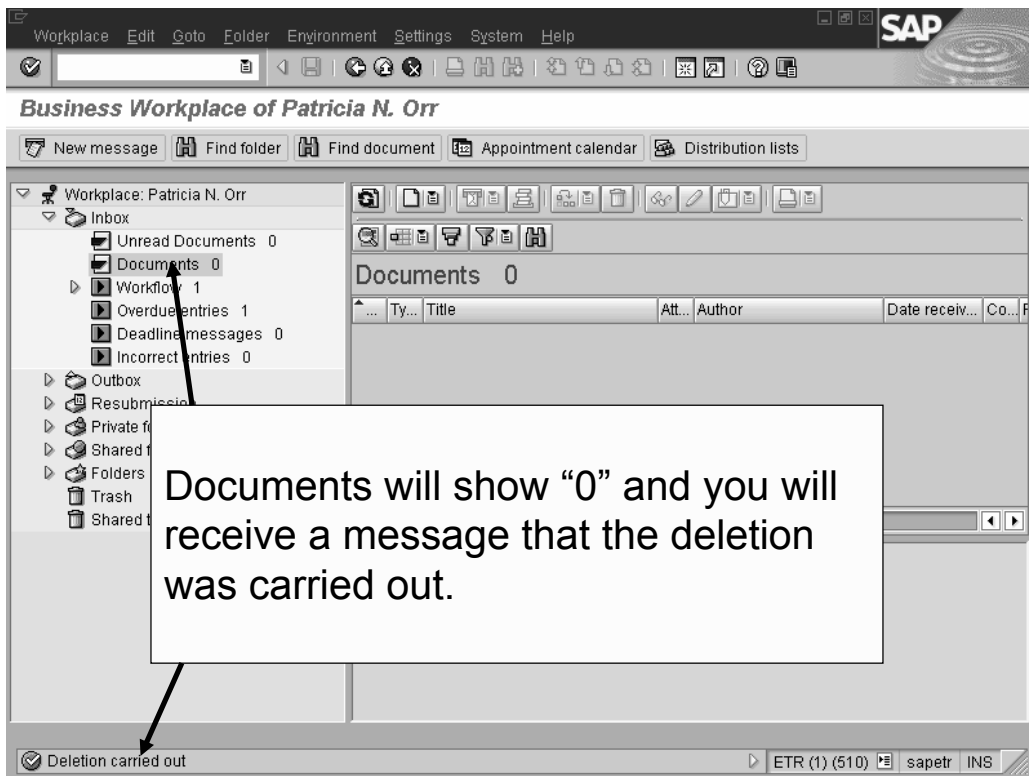 Workplace Edit Goto Folder Environment Settings System Help
SAP
Business Workplace of Patricia N. Orr
New message Find folder Find document Appointment calendar Distribution lists
Workplace: Patricia N. Orr
Inbox
Unread Documents 0
Documents 0
Workflow 1
Overdue entries 1
Deadline messages 0
Incorrect entries 0
Outbox
Resubmission
Private f
Shared f
Folders
Trash
Shared t
Documents 0
... Ty... Title Att... Author Date receiv... Co... F
Documents will show “0” and you will
receive a message that the deletion
was carried out.
Deletion carried out
ETR (1) (510) sapetr INS